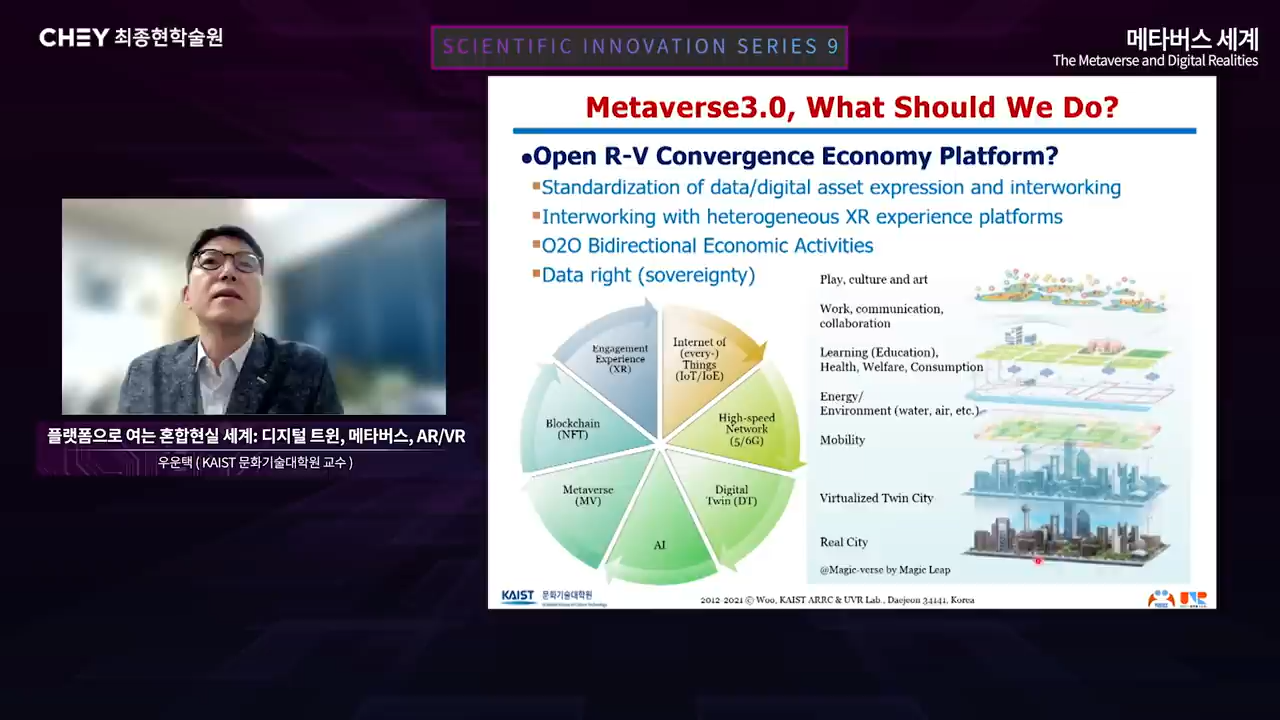 CHEY 최종현학술원
SCIENTIFIC INNOVATION SERIES 9
메타버스 세계
The Metaverse and Digital Realities
플랫폼으로 여는 혼합현실 세계: 디지털 트윈, 메타버스, AR/VR
우운택 ( KAIST 문화기술대학원 교수 )
Metaverse3.0, What Should We Do?
●Open R-V Convergence Economy Platform?
▪Standardization of data/digital asset expression and interworking
▪Interworking with heterogeneous XR experience platforms
▪O2O Bidirectional Economic Activities
▪Data right (sovereignty)
Engagement
Experience
(XR)
Internet of
(every-)
Things
(IoT/IoE)
High-speed
Network
(5/6G)
Digital
Twin (DT)
AI
Metaverse
(MV)
Blockchain
(NFT)
Play, culture and art
Work, communication,
collaboration
Learning (Education),
Health, Welfare, Consumption
Energy/
Environment (water, air, etc.)
Mobility
Virtualized Twin City
Real City
@Magic-verse by Magic Leap
KAIST 문화기술대학원
2012-2021 © Woo, KAIST ARRC & UVR Lab., Daejeon 34141, Korea
UVR